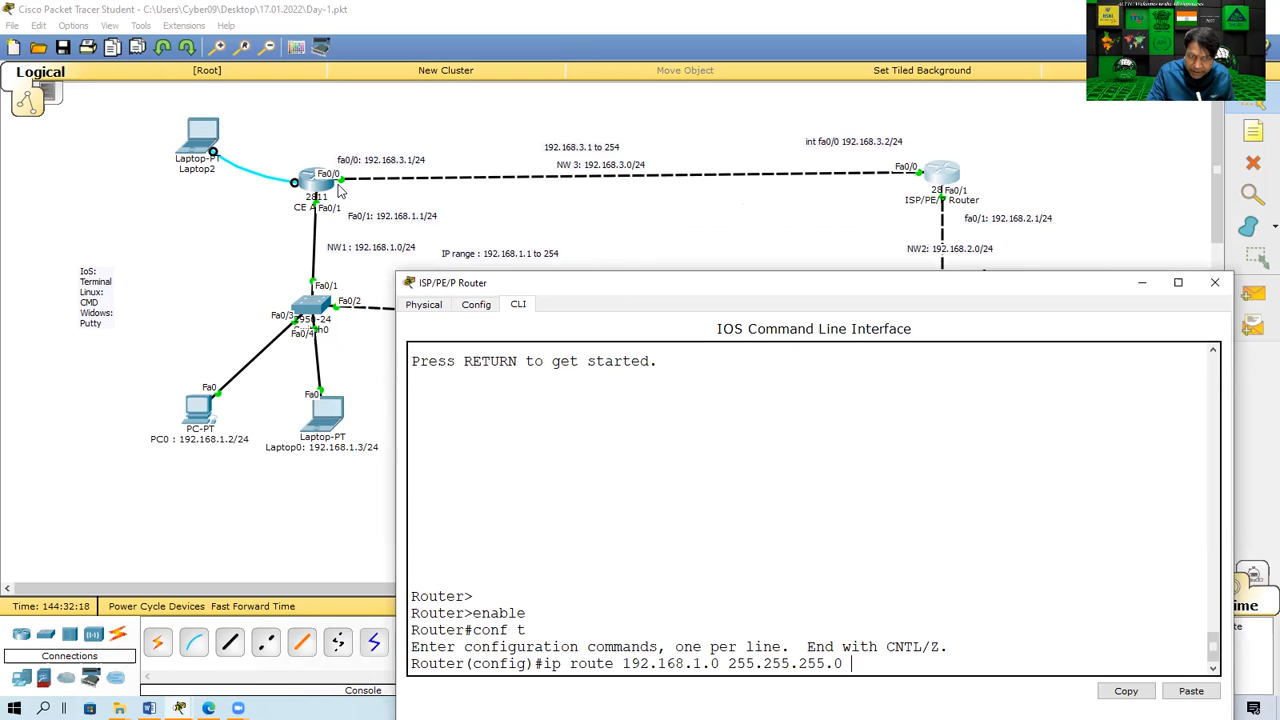 Cisco Packet Tracer Student - C:\Users\Cyber09\Desktop\17.01.2022\Day-1.pkt
File Edit Options View Tools Extensions Help
Logical [Root] New Cluster Move Object Set Tiled Background
Laptop-PT
Laptop2
fa0/0: 192.168.3.1/24
192.168.3.1 to 254
NW 3: 192.168.3.0/24
int fa0/0 192.168.3.2/24
Fa0/0
2811
CE A
Fa0/1
Fa0/0
Fa0/1
ISP/PE/P Router
Fa0/1: 192.168.1.1/24
fa0/1: 192.168.2.1/24
NW1 : 192.168.1.0/24
IP range : 192.168.1.1 to 254
NW2: 192.168.2.0/24
IoS:
Terminal
Linux:
CMD
Widows:
Putty
Fa0/1
Fa0/2
Fa0/3
2950-24
Switch0
Fa0/4
Fa0
Fa0
PC-PT
PC0 : 192.168.1.2/24
Laptop-PT
Laptop0: 192.168.1.3/24
ISP/PE/P Router
Physical Config CLI
IOS Command Line Interface
Press RETURN to get started.
Router>
Router>enable
Router#conf t
Enter configuration commands, one per line. End with CNTL/Z.
Router(config)#ip route 192.168.1.0 255.255.255.0
Copy Paste
Time: 144:32:18 Power Cycle Devices Fast Forward Time
Connections
Console